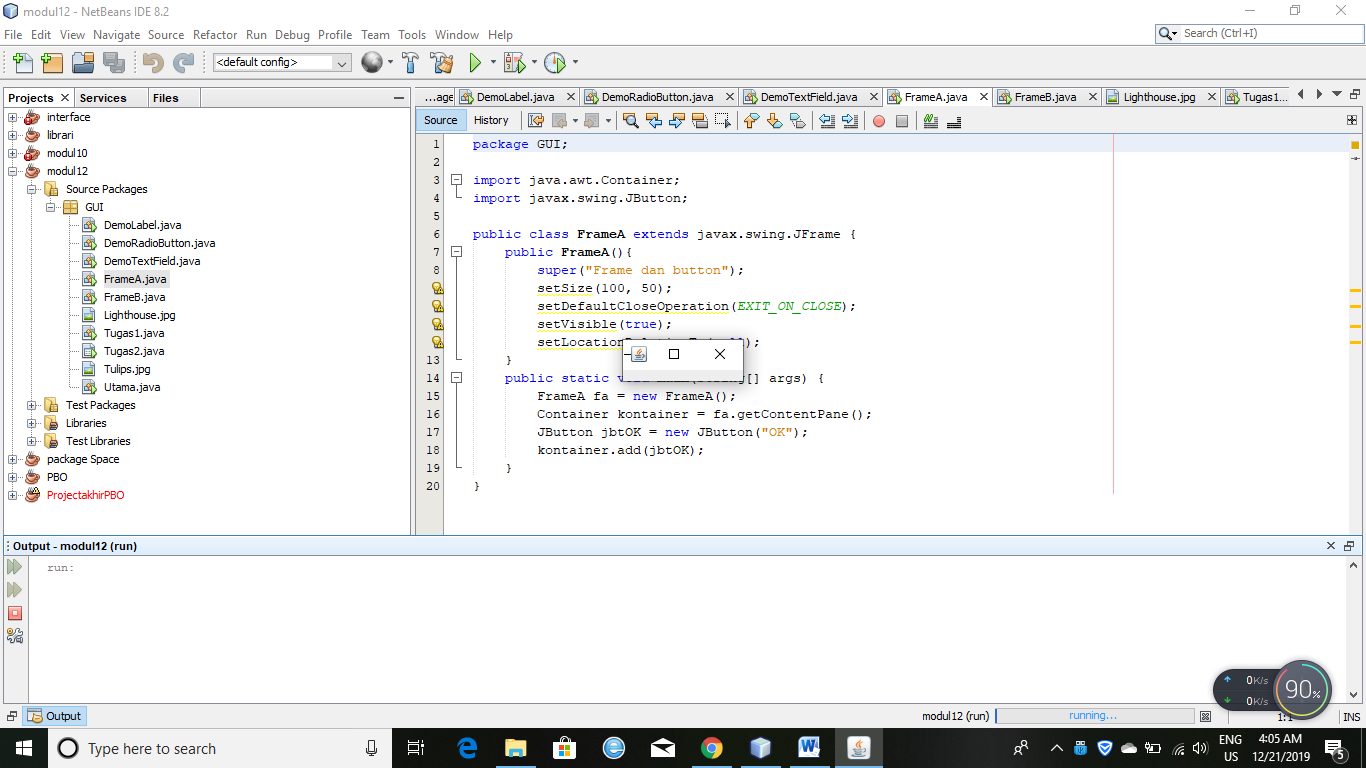 modul12 - NetBeans IDE 8.2
File Edit View Navigate Source Refactor Run Debug Profile Team Tools Window Help
Search (Ctrl+I)
<default config>
Projects Services Files
interface
librari
modul10
modul12
Source Packages
GUI
DemoLabel.java
DemoRadioButton.java
DemoTextField.java
FrameA.java
FrameB.java
Lighthouse.jpg
Tugas1.java
Tugas2.java
Tulips.jpg
Utama.java
Test Packages
Libraries
Test Libraries
package Space
PBO
ProjectakhirPBO
...age DemoLabel.java DemoRadioButton.java DemoTextField.java FrameA.java FrameB.java Lighthouse.jpg Tugas1...
Source History
1 package GUI;
2
3 import java.awt.Container;
4 import javax.swing.JButton;
5
6 public class FrameA extends javax.swing.JFrame {
7 public FrameA(){
8 super("Frame dan button");
setSize(100, 50);
setDefaultCloseOperation(EXIT_ON_CLOSE);
setVisible(true);
setLocation
13 }
14 public static [] args) {
15 FrameA fa = new FrameA();
16 Container kontainer = fa.getContentPane();
17 JButton jbtOK = new JButton("OK");
18 kontainer.add(jbtOK);
19 }
20 }
Output - modul12 (run)
run:
0K/s
0K/s
90%
Output
modul12 (run) running... 1:1 INS
Type here to search
ENG
US
4:05 AM
12/21/2019
5